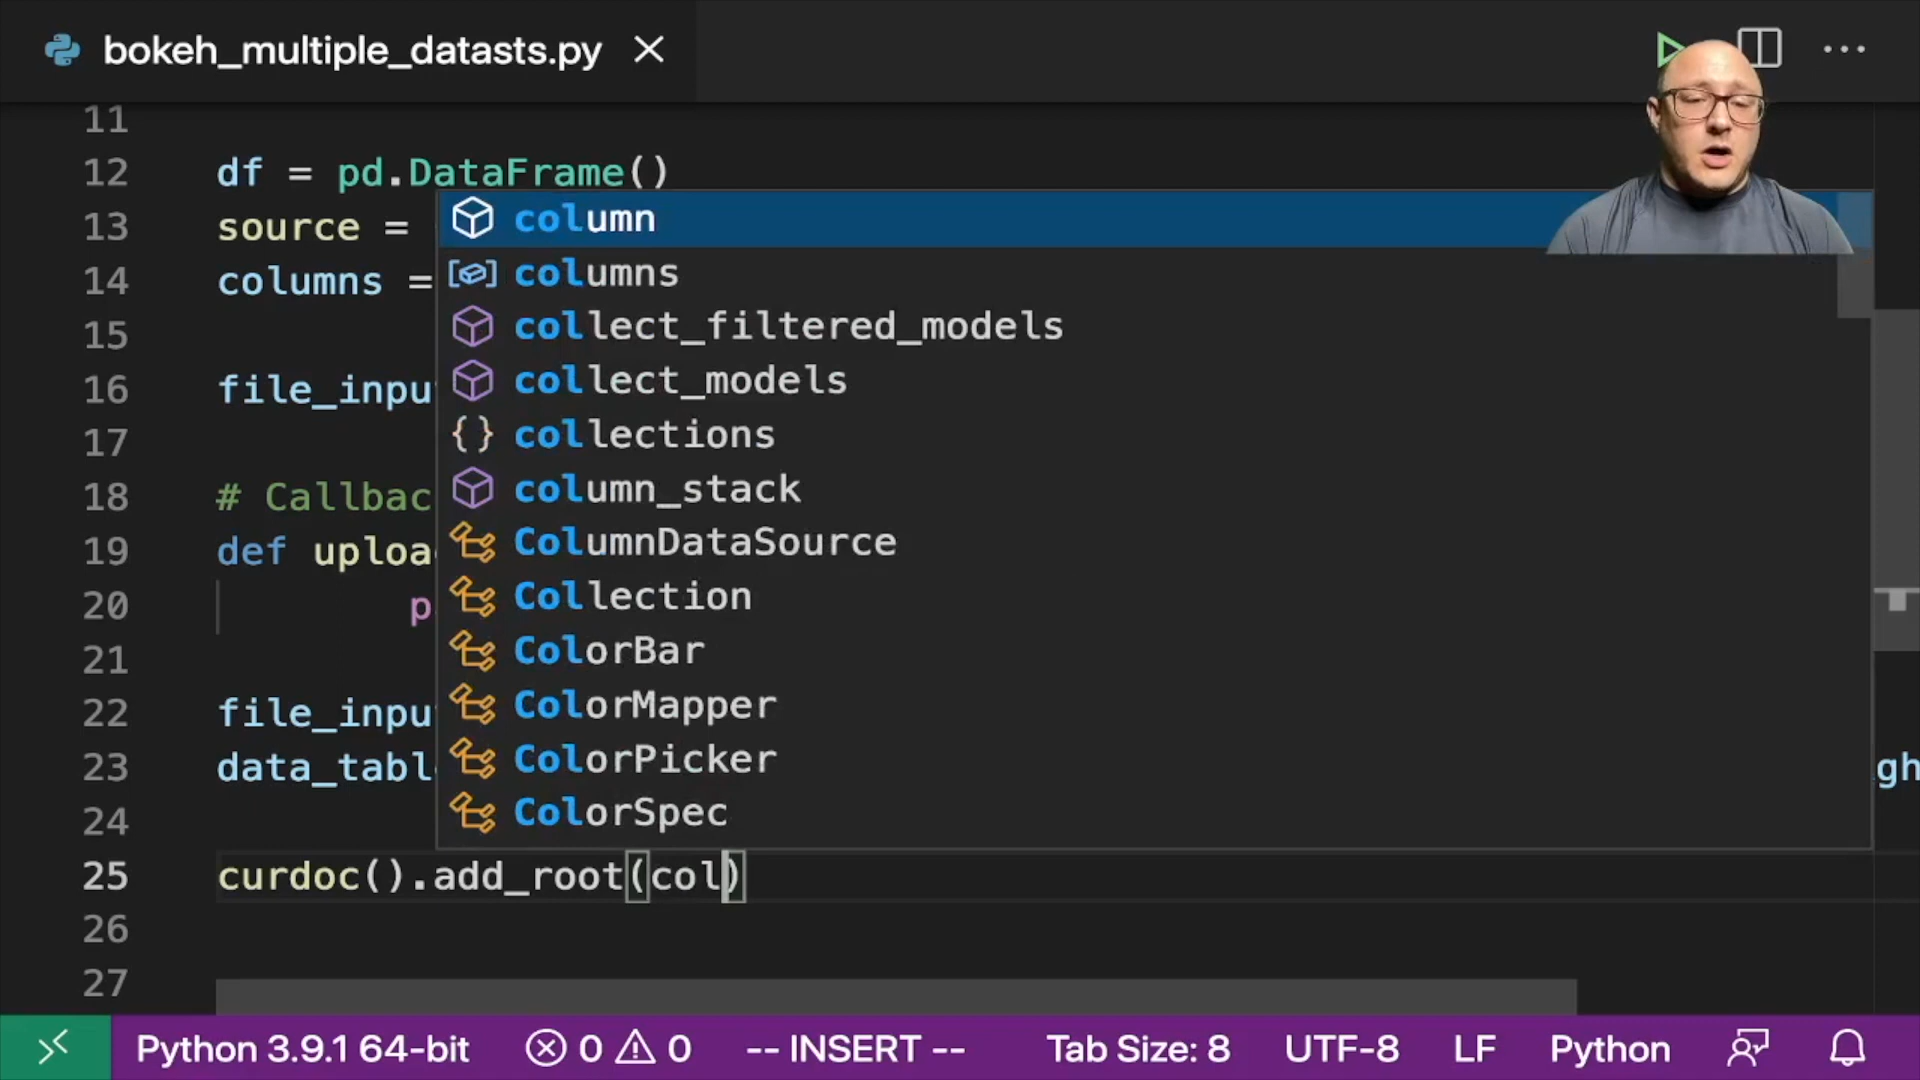 bokeh_multiple_datasts.py
11
12 df = pd.DataFrame()
13 source =
14 columns =
15
16 file_inpu
17
18 # Callbac
19 def uploa
20 p
21
22 file_inpu
23 data_tabl gh
24
25 curdoc().add_root(col)
26
27
column
columns
collect_filtered_models
collect_models
collections
column_stack
ColumnDataSource
Collection
ColorBar
ColorMapper
ColorPicker
ColorSpec
Python 3.9.1 64-bit 0 0 -- INSERT -- Tab Size: 8 UTF-8 LF Python